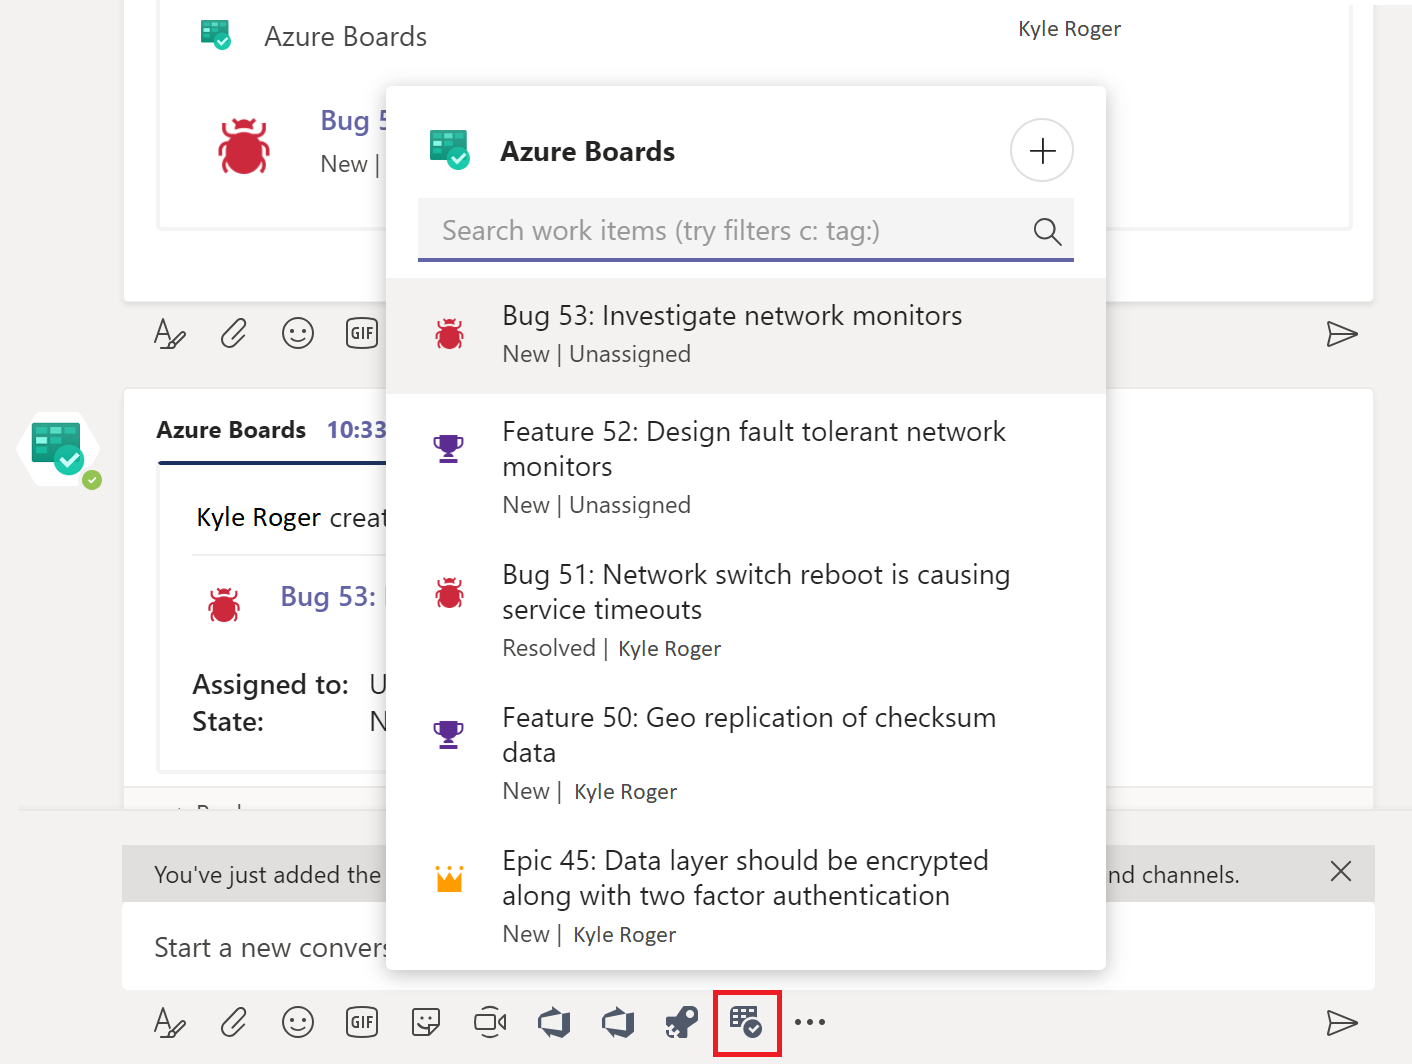 Azure Boards
Kyle Roger
Bug 5
New |
GIF
Azure Boards 10:33
Kyle Roger creat
Bug 53:
Assigned to: U
State: N
Azure Boards
Search work items (try filters c: tag:)
Bug 53: Investigate network monitors
New | Unassigned
Feature 52: Design fault tolerant network
monitors
New | Unassigned
Bug 51: Network switch reboot is causing
service timeouts
Resolved | Kyle Roger
Feature 50: Geo replication of checksum
data
New | Kyle Roger
Epic 45: Data layer should be encrypted
along with two factor authentication
New | Kyle Roger
You've just added the
nd channels.
Start a new convers
GIF